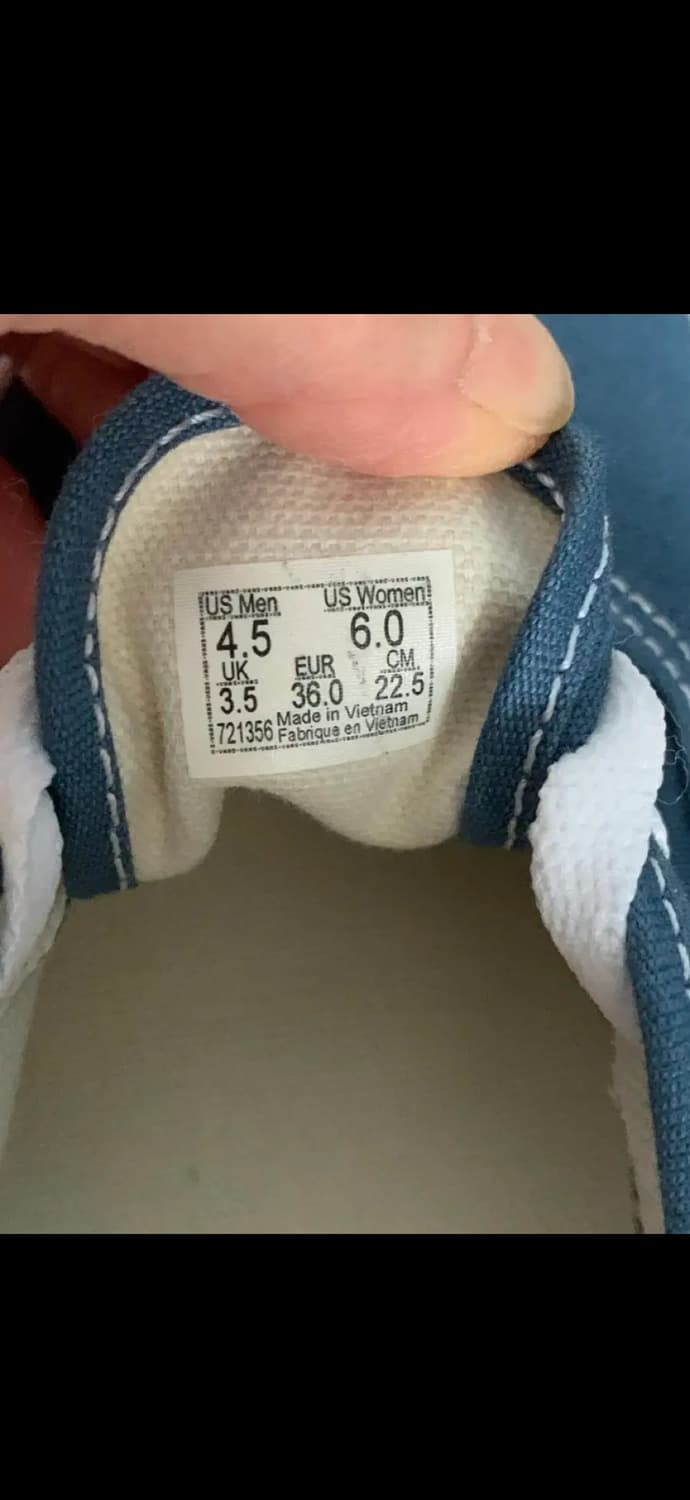 US Men US Women
4.5 6.0
UK EUR CM
3.5 36.0 22.5
721356 Made in Vietnam
Fabrique en Vietnam